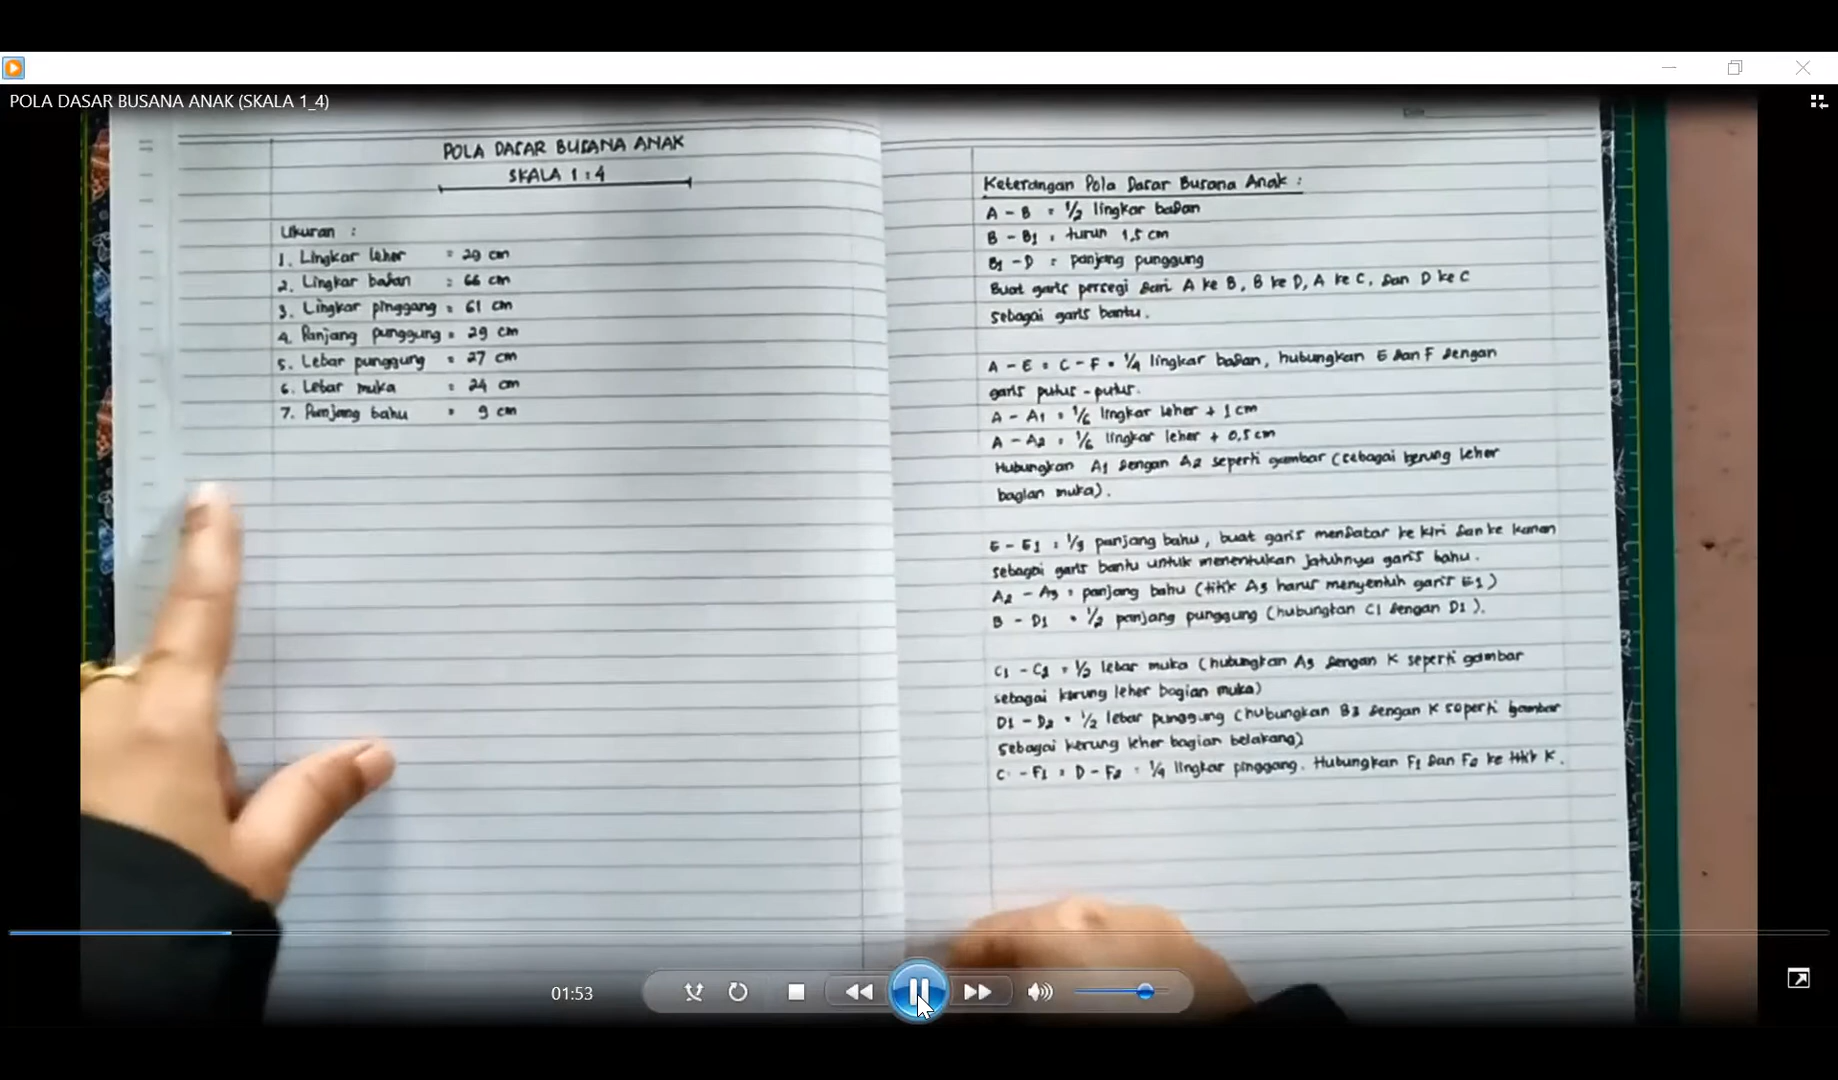 POLA DASAR BUSANA ANAK (SKALA 1_4)
POLA DASAR BUSANA ANAK
SKALA 1 : 4
Ukuran :
1. Lingkar leher = 29 cm
2. Lingkar badan = 66 cm
3. Lingkar pinggang = 61 cm
4. Panjang punggung = 29 cm
5. Lebar punggung = 27 cm
6. Lebar muka = 24 cm
7. Panjang bahu = 9 cm
Keterangan Pola Dasar Busana Anak :
A - B = 1/2 lingkar badan
B - B1 = turun 1,5 cm
B1 - D = panjang punggung
Buat garis persegi dari A ke B, B ke D, A ke C, dan D ke C
sebagai garis bantu.
A - E = C - F = 1/4 lingkar badan, hubungkan E dan F dengan
garis putus - putus.
A - A1 = 1/6 lingkar leher + 1 cm
A - A2 = 1/6 lingkar leher + 0,5 cm
Hubungkan A1 dengan A2 seperti gambar (sebagai kerung leher
bagian muka).
E - E1 = 1/3 panjang bahu, buat garis mendatar ke kiri dan ke kanan
sebagai garis bantu untuk menentukan jatuhnya garis bahu.
A2 - A3 = panjang bahu (titik A3 harus menyentuh garis E1)
B - D1 = 1/2 panjang punggung (hubungkan C1 dengan D1).
C1 - C2 = 1/2 lebar muka (hubungkan A3 dengan K seperti gambar
sebagai kerung leher bagian muka)
D1 - D2 = 1/2 lebar punggung (hubungkan B3 dengan K seperti gambar
sebagai kerung leher bagian belakang)
C - F1 = D - F2 = 1/4 lingkar pinggang. Hubungkan F1 dan F2 ke titik K.
01:53